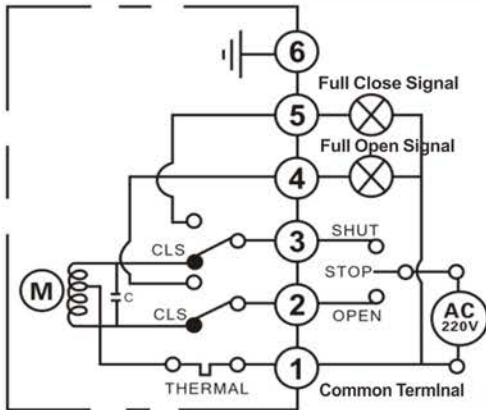 6
Full Close Signal
5
Full Open Signal
4
CLS
3
SHUT
STOP
M
C
CLS
2
OPEN
AC
220V
THERMAL
1
Common Terminal